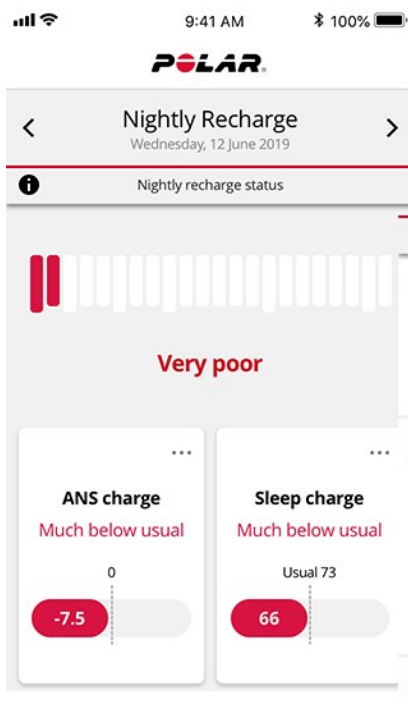 9:41 AM 100%
POLAR.
Nightly Recharge
Wednesday, 12 June 2019
Nightly recharge status
Very poor
ANS charge Sleep charge
Much below usual Much below usual
0 Usual 73
-7.5 66